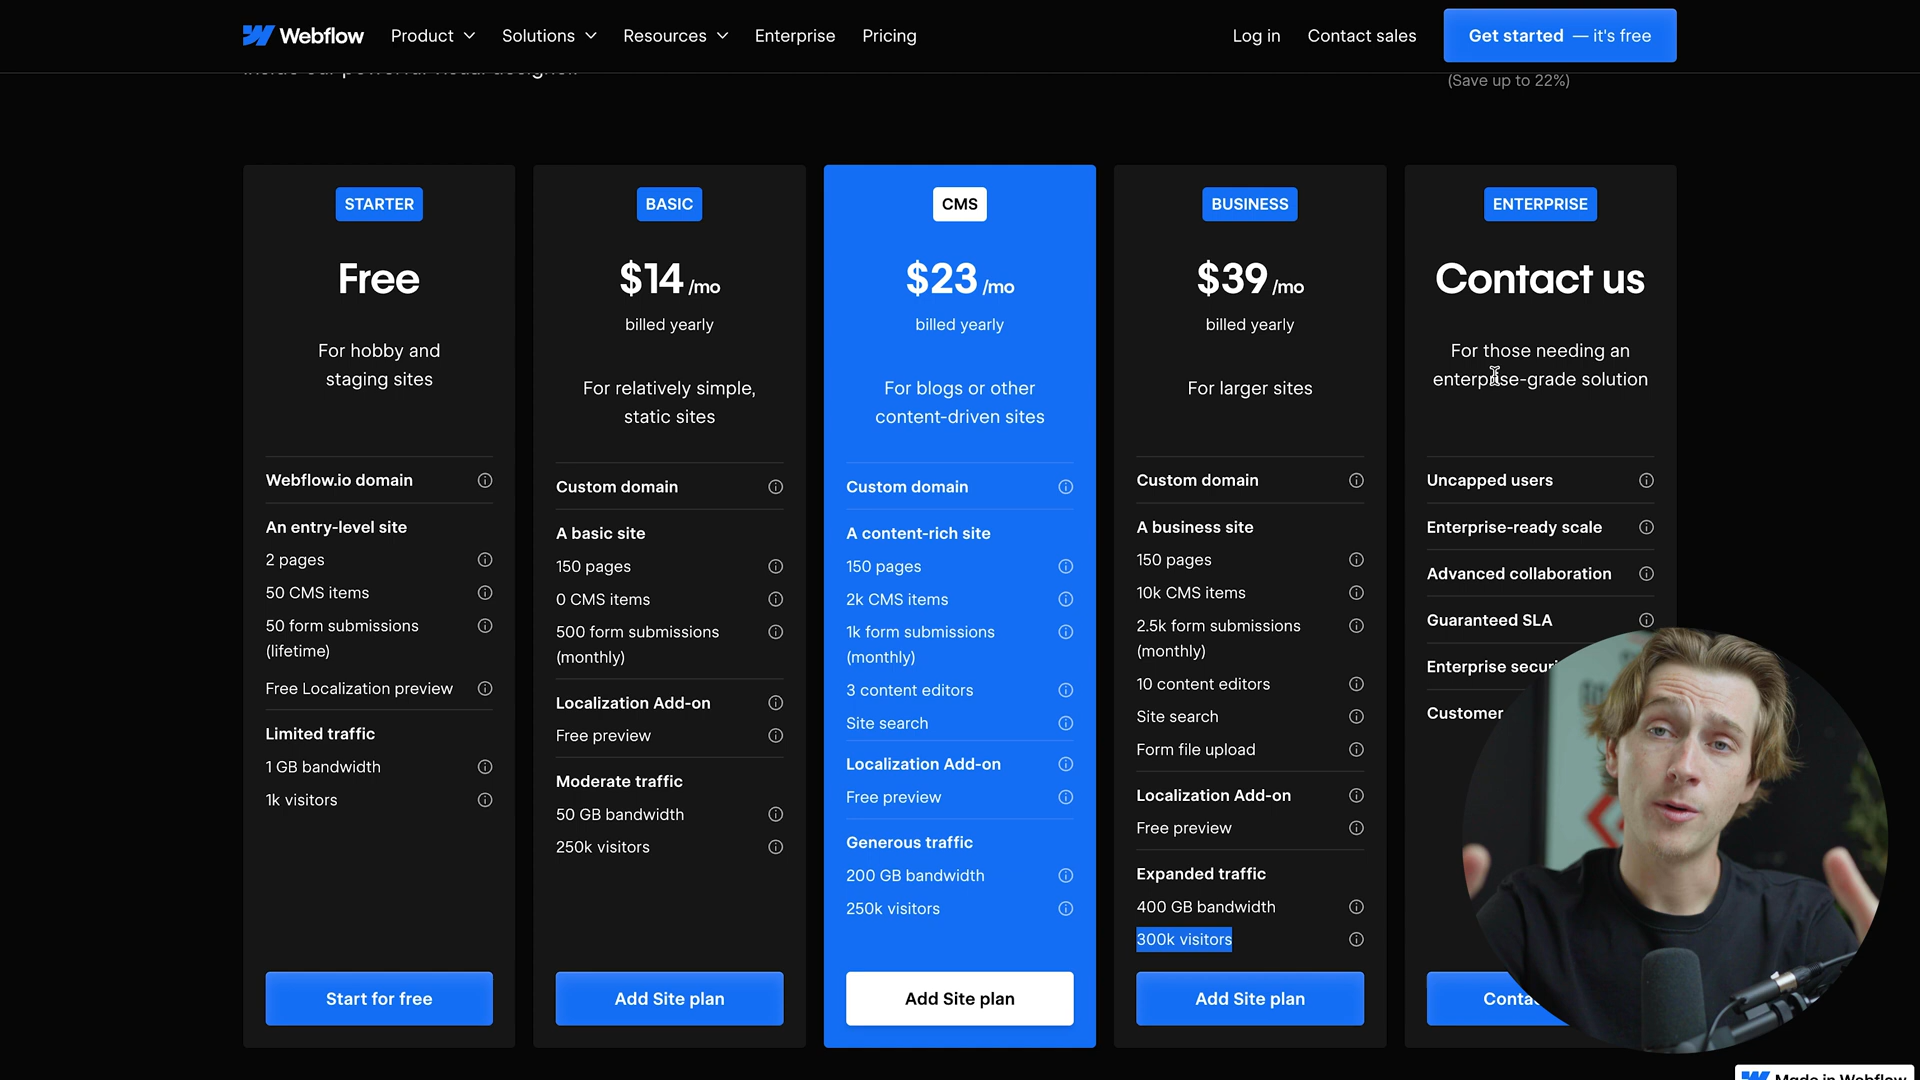 Webflow
Product
Solutions
Resources
Enterprise
Pricing
Log in
Contact sales
Get started — it's free
(Save up to 22%)
STARTER
Free
For hobby and
staging sites
Webflow.io domain
An entry-level site
2 pages
50 CMS items
50 form submissions
(lifetime)
Free Localization preview
Limited traffic
1 GB bandwidth
1k visitors
Start for free
BASIC
$14 /mo
billed yearly
For relatively simple,
static sites
Custom domain
A basic site
150 pages
0 CMS items
500 form submissions
(monthly)
Localization Add-on
Free preview
Moderate traffic
50 GB bandwidth
250k visitors
Add Site plan
CMS
$23 /mo
billed yearly
For blogs or other
content-driven sites
Custom domain
A content-rich site
150 pages
2k CMS items
1k form submissions
(monthly)
3 content editors
Site search
Localization Add-on
Free preview
Generous traffic
200 GB bandwidth
250k visitors
Add Site plan
BUSINESS
$39 /mo
billed yearly
For larger sites
Custom domain
A business site
150 pages
10k CMS items
2.5k form submissions
(monthly)
10 content editors
Site search
Form file upload
Localization Add-on
Free preview
Expanded traffic
400 GB bandwidth
300k visitors
Add Site plan
ENTERPRISE
Contact us
For those needing an
enterprise-grade solution
Uncapped users
Enterprise-ready scale
Advanced collaboration
Guaranteed SLA
Enterprise
Customer
Made in Webflow